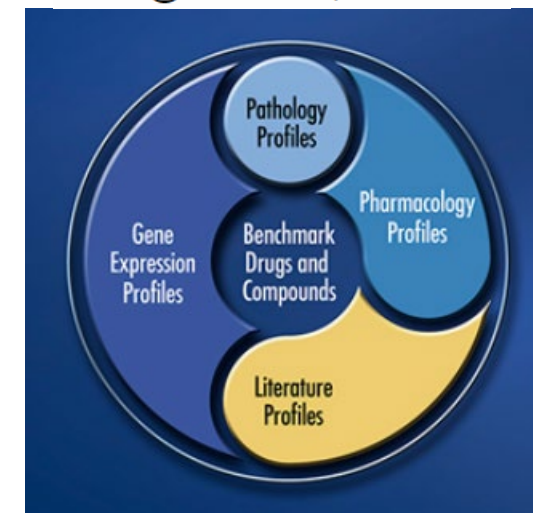 Pathology
Profiles
Pharmacology
Profiles
Gene
Expression
Profiles
Benchmark
Drugs and
Compounds
Literature
Profiles